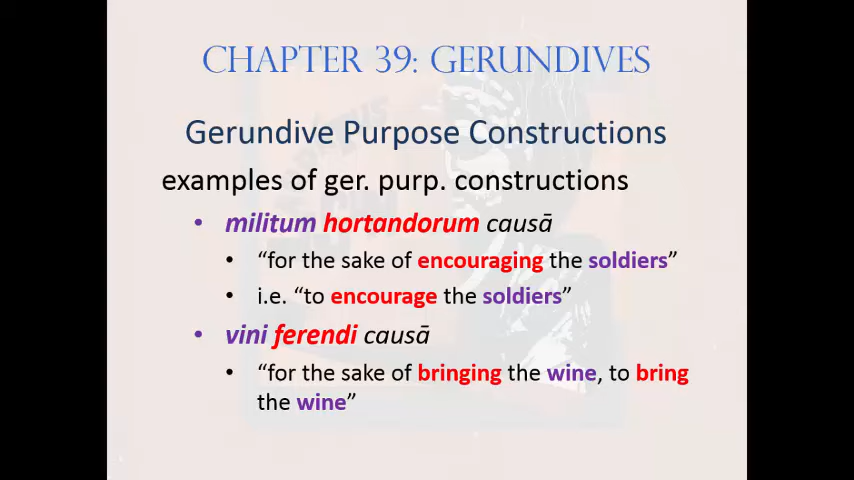 CHAPTER 39: GERUNDIVES
Gerundive Purpose Constructions
examples of ger. purp. constructions
• militum hortandorum causā
• “for the sake of encouraging the soldiers”
• i.e. “to encourage the soldiers”
• vini ferendi causā
• “for the sake of bringing the wine, to bring
the wine”